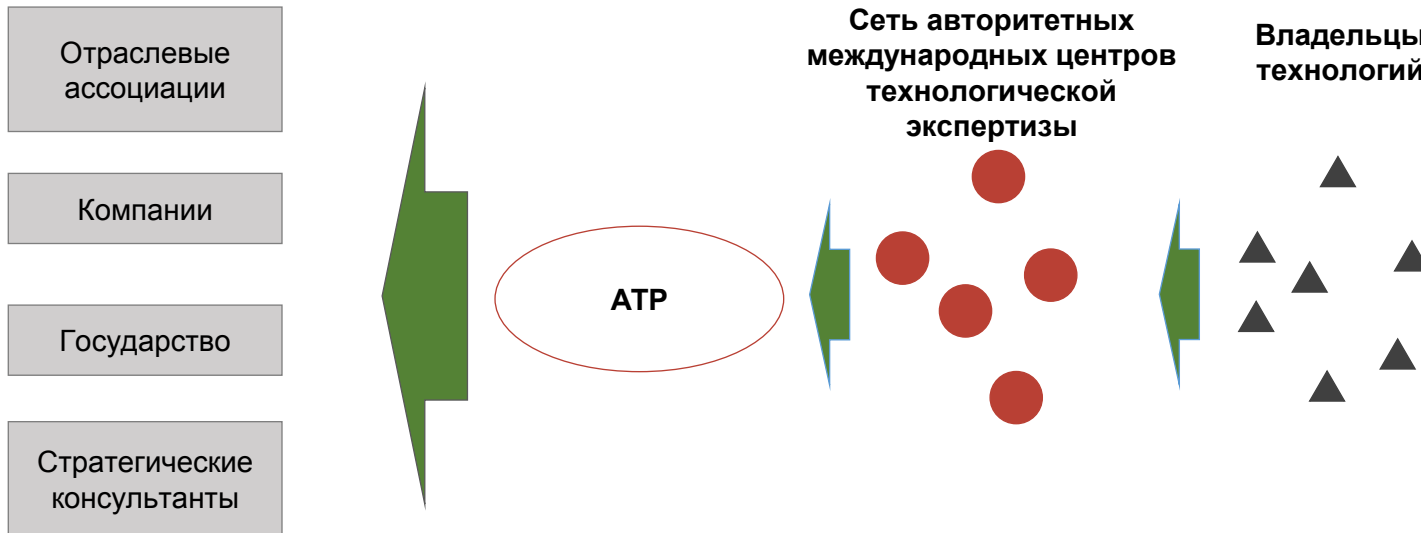 Отраслевые
ассоциации
Компании
Государство
Стратегические
консультанты
АТР
Сеть авторитетных
международных центров
технологической
экспертизы
Владельцы
технологий